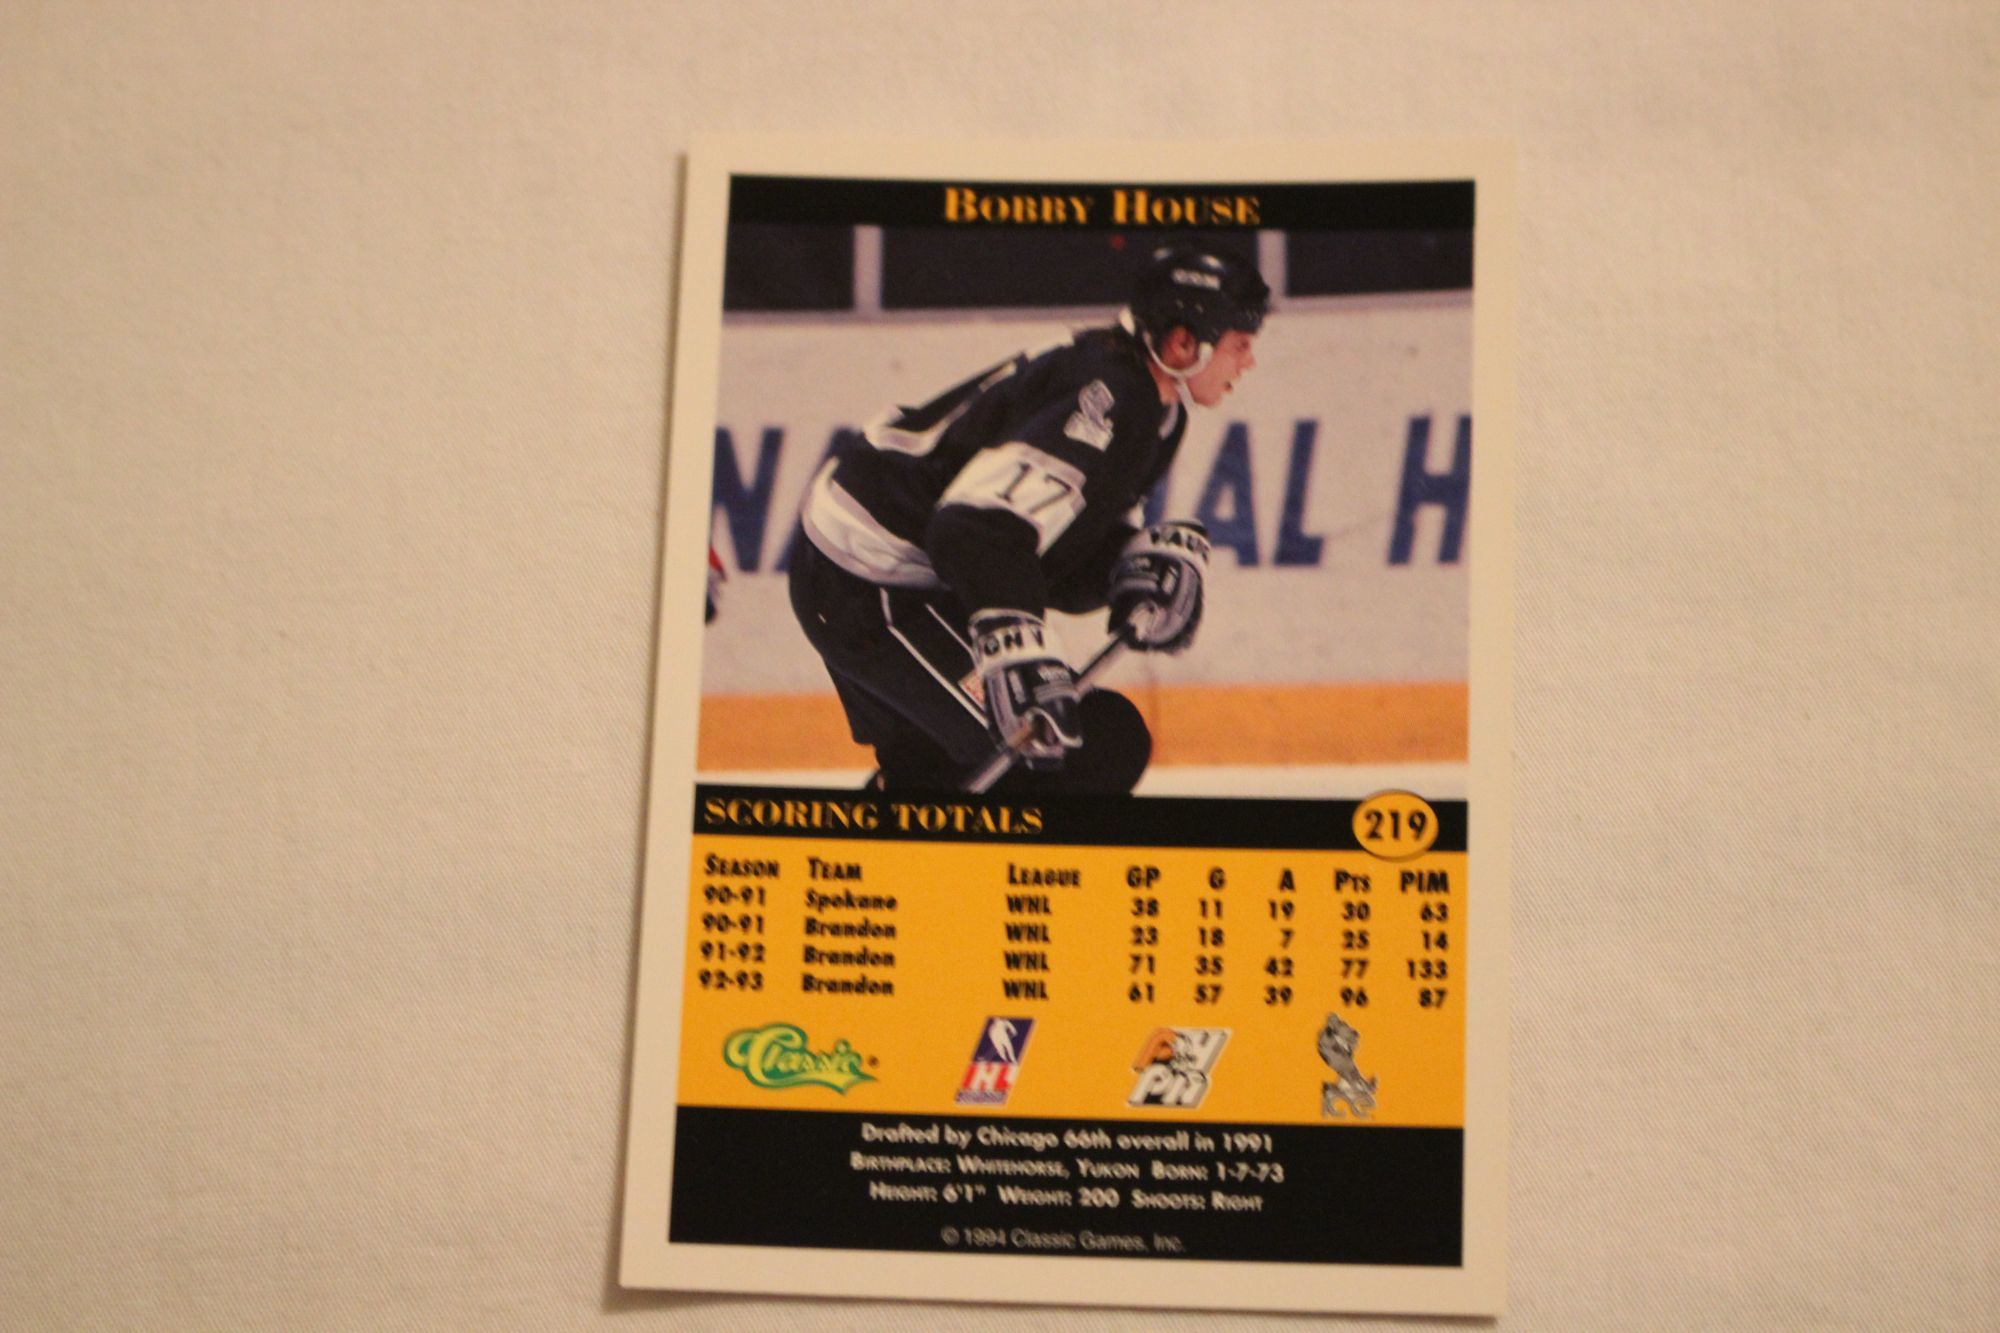 BOBBY HOUSE
17
NA AL H
SCORING TOTALS 219
SEASON TEAM LEAGUE GP G A PTS PIM
90-91 Spokane WHL 38 11 19 30 63
90-91 Brandon WHL 23 18 7 25 14
91-92 Brandon WHL 71 35 42 77 133
92-93 Brandon WHL 61 57 39 96 87
Classic
Drafted by Chicago 66th overall in 1991
BIRTHPLACE: WHITEHORSE, YUKON BORN: 1-7-73
HEIGHT: 6'1" WEIGHT: 200 SHOOTS: RIGHT
© 1994 Classic Games, Inc.